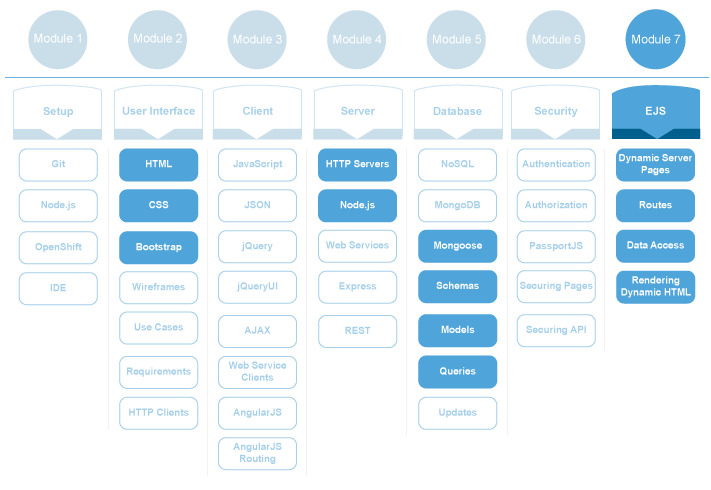 Module 1
Module 2
Module 3
Module 4
Module 5
Module 6
Module 7
Setup
User Interface
Client
Server
Database
Security
EJS
Git
HTML
JavaScript
HTTP Servers
NoSQL
Authentication
Dynamic Server
Pages
Node.js
CSS
JSON
Node.js
MongoDB
Authorization
Routes
OpenShift
Bootstrap
jQuery
Web Services
Mongoose
PassportJS
Data Access
IDE
Wireframes
jQueryUI
Express
Schemas
Securing Pages
Rendering
Dynamic HTML
Use Cases
AJAX
REST
Models
Securing API
Requirements
Web Service
Clients
Queries
HTTP Clients
AngularJS
Updates
AngularJS
Routing